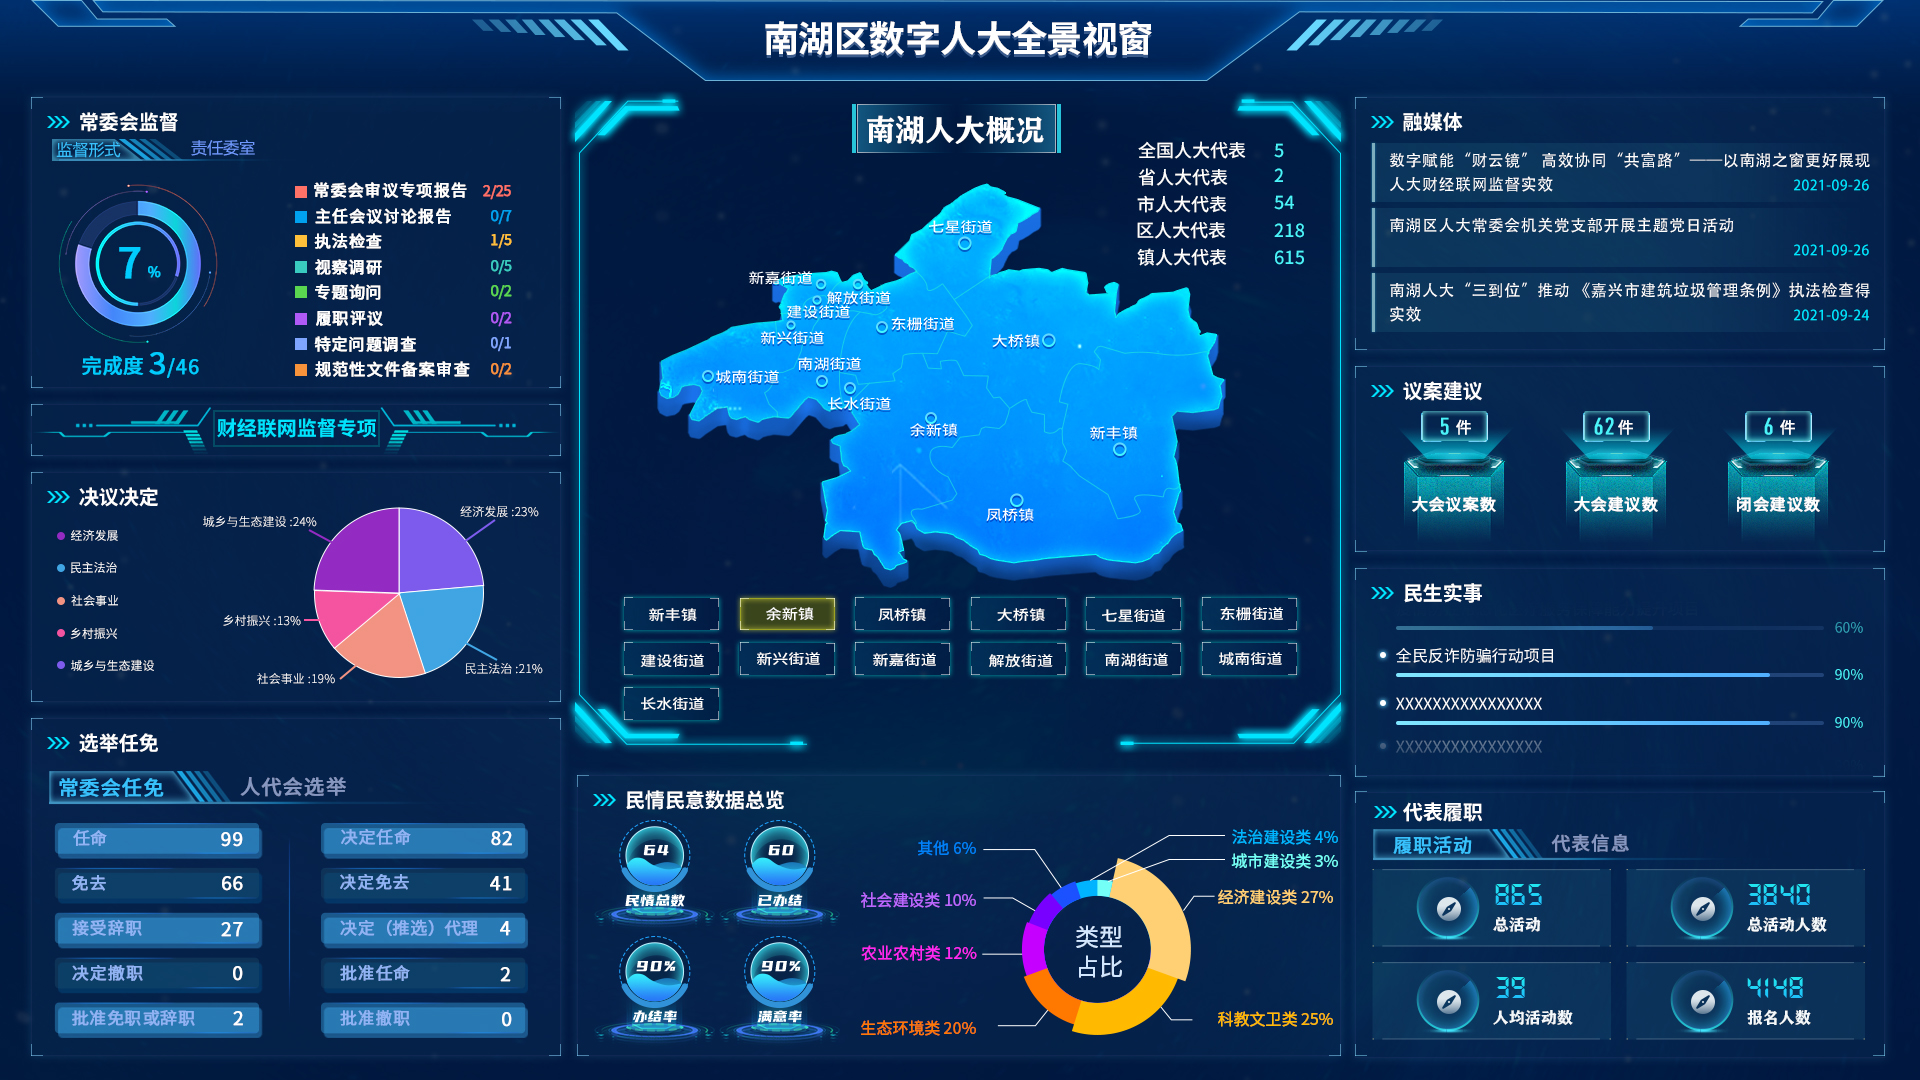 南湖区数字人大全景视窗
常委会监督
监督形式 责任委室
7%
完成度 3/46
常委会审议专项报告 2/25
主任会议讨论报告 0/7
执法检查 1/5
视察调研 0/5
专题询问 0/2
履职评议 0/2
特定问题调查 0/1
规范性文件备案审查 0/2
财经联网监督专项
决议决定
经济发展
民主法治
社会事业
乡村振兴
城乡与生态建设
城乡与生态建设 :24%
经济发展 :23%
乡村振兴 :13%
社会事业 :19%
民主法治 :21%
选举任免
常委会任免 人代会选举
任命 99
免去 66
接受辞职 27
决定撤职 0
批准免职或辞职 2
决定任命 82
决定免去 41
决定（推选）代理 4
批准任命 2
批准撤职 0
南湖人大概况
全国人大代表 5
省人大代表 2
市人大代表 54
区人大代表 218
镇人大代表 615
七星街道
新嘉街道
解放街道
建设街道
东栅街道
新兴街道
大桥镇
南湖街道
城南街道
长水街道
余新镇
新丰镇
凤桥镇
新丰镇 余新镇 凤桥镇 大桥镇 七星街道 东栅街道
建设街道 新兴街道 新嘉街道 解放街道 南湖街道 城南街道
长水街道
民情民意数据总览
64
民情总数
60
已办结
90%
办结率
90%
满意率
类型
占比
其他 6%
社会建设类 10%
农业农村类 12%
生态环境类 20%
法治建设类 4%
城市建设类 3%
经济建设类 27%
科教文卫类 25%
融媒体
数字赋能“财云镜” 高效协同“共富路”——以南湖之窗更好展现
人大财经联网监督实效
2021-09-26
南湖区人大常委会机关党支部开展主题党日活动
2021-09-26
南湖人大“三到位”推动《嘉兴市建筑垃圾管理条例》执法检查得
实效
2021-09-24
议案建议
5 件
大会议案数
62 件
大会建议数
6 件
闭会建议数
民生实事
60%
全民反诈防骗行动项目
90%
XXXXXXXXXXXXXXXX
90%
XXXXXXXXXXXXXXXX
代表履职
履职活动 代表信息
865
总活动
3840
总活动人数
39
人均活动数
4148
报名人数